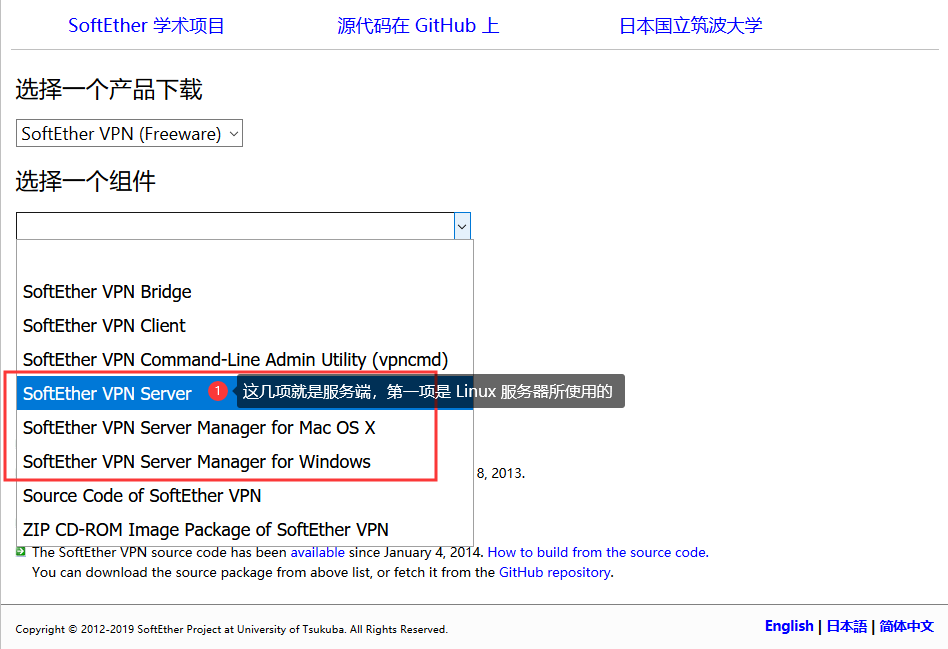 SoftEther 学术项目 源代码在 GitHub 上 日本国立筑波大学
选择一个产品下载
SoftEther VPN (Freeware)
选择一个组件
SoftEther VPN Bridge
SoftEther VPN Client
SoftEther VPN Command-Line Admin Utility (vpncmd)
SoftEther VPN Server 1 这几项就是服务端，第一项是 Linux 服务器所使用的
SoftEther VPN Server Manager for Mac OS X
SoftEther VPN Server Manager for Windows
8, 2013.
Source Code of SoftEther VPN
ZIP CD-ROM Image Package of SoftEther VPN
The SoftEther VPN source code has been available since January 4, 2014. How to build from the source code.
You can download the source package from above list, or fetch it from the GitHub repository.
Copyright © 2012-2019 SoftEther Project at University of Tsukuba. All Rights Reserved. English | 日本語 | 简体中文